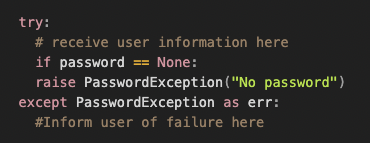 try:
# receive user information here
if password == None:
raise PasswordException("No password")
except PasswordException as err:
#Inform user of failure here